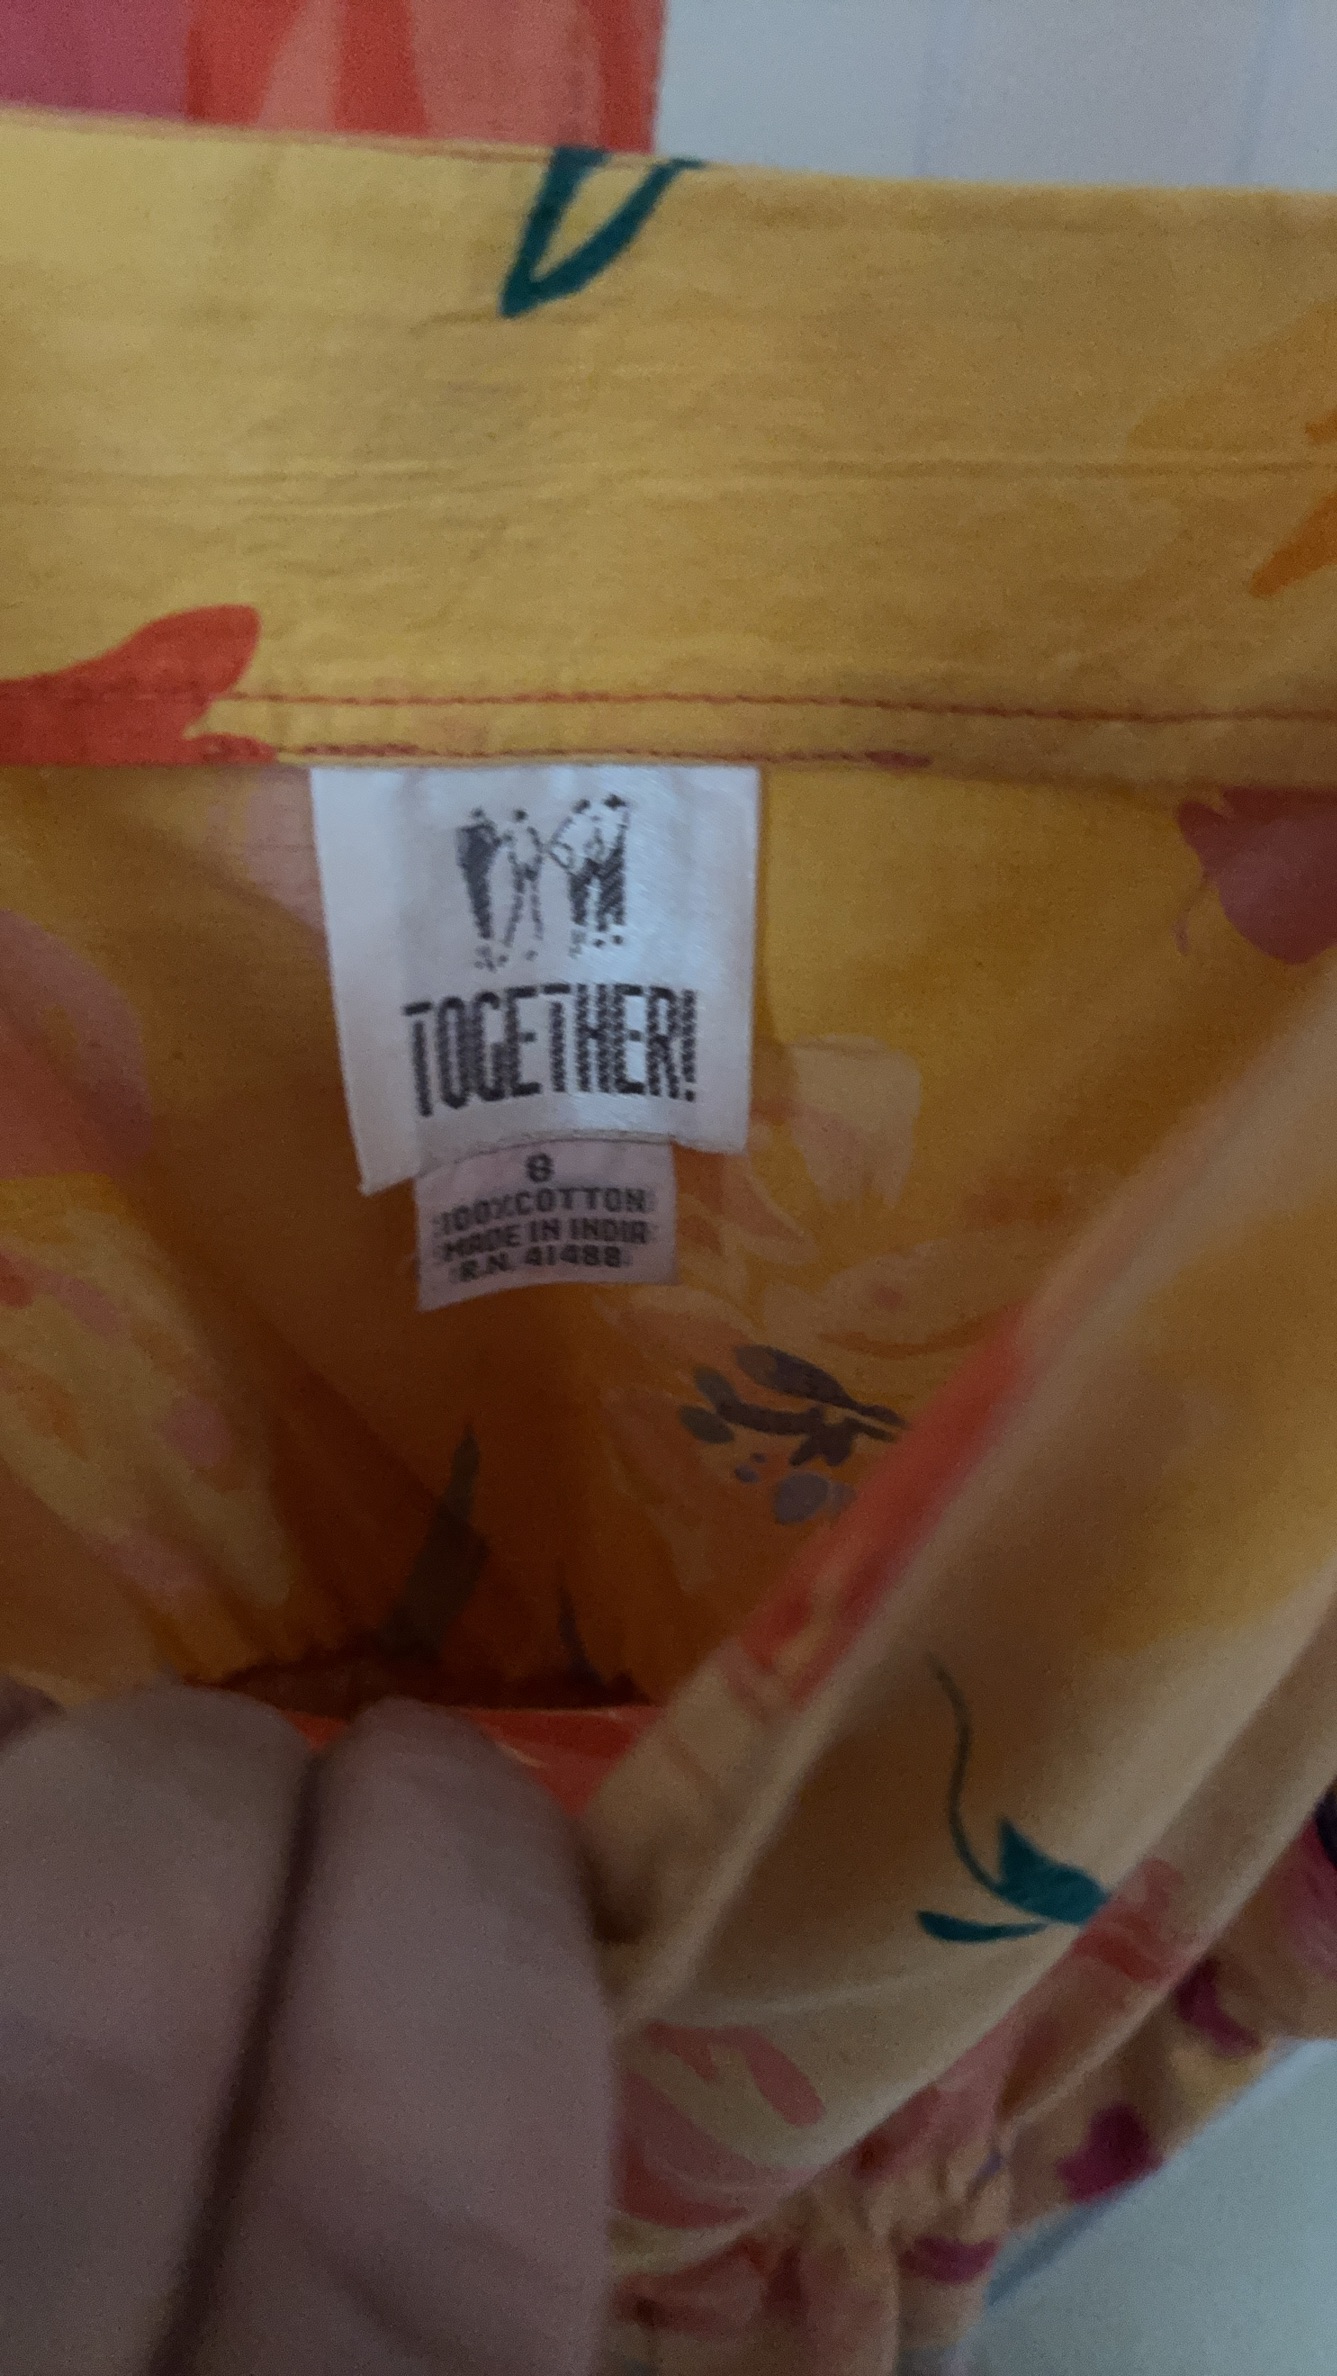 TOGETHER!
8
100%COTTON
MADE IN INDIA
R.N. 41488